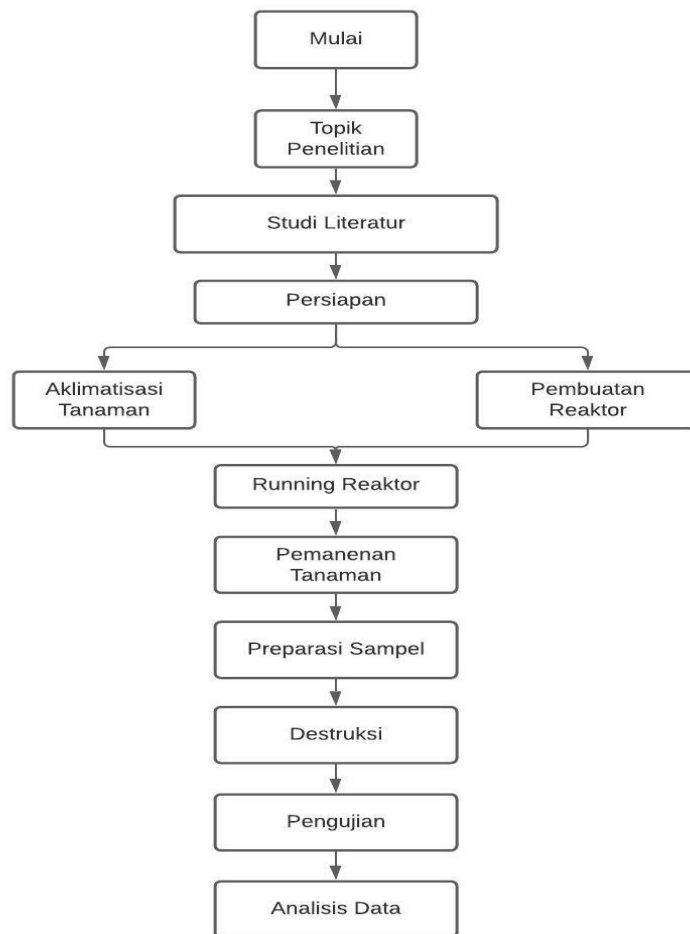 Mulai
Topik
Penelitian
Studi Literatur
Persiapan
Aklimatisasi
Tanaman
Pembuatan
Reaktor
Running Reaktor
Pemanenan
Tanaman
Preparasi Sampel
Destruksi
Pengujian
Analisis Data